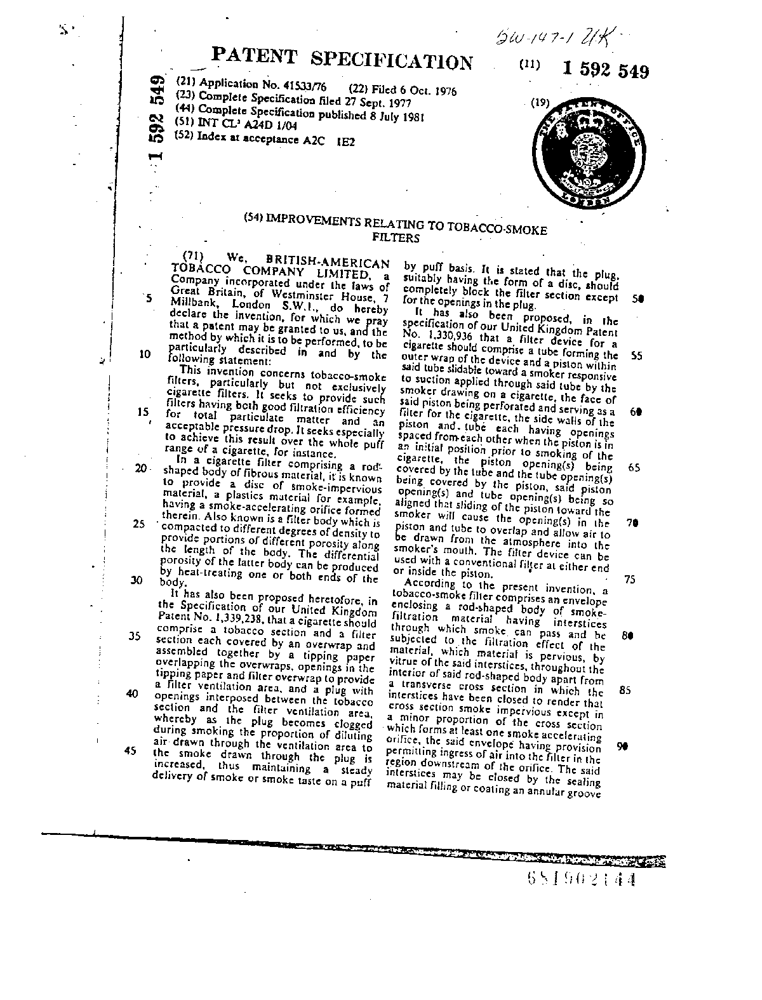 BW-147-1 UK
PATENT SPECIFICATION
(11) 1 592 549
1 592 549
(21) Application No. 41533/76 (22) Filed 6 Oct. 1976
(23) Complete Specification filed 27 Sept. 1977
(44) Complete Specification published 8 July 1981
(51) INT CL³ A24D 1/04
(52) Index at acceptance A2C 1E2
(19)
THE PATENT OFFICE
LONDON
(54) IMPROVEMENTS RELATING TO TOBACCO-SMOKE
FILTERS
(71) We, BRITISH-AMERICAN
TOBACCO COMPANY LIMITED, a
Company incorporated under the laws of
Great Britain, of Westminster House, 7
5 Millbank, London S.W.1., do hereby
declare the invention, for which we pray
that a patent may be granted to us, and the
method by which it is to be performed, to be
particularly described in and by the
10 following statement:
This invention concerns tobacco-smoke
filters, particularly but not exclusively
cigarette filters. It seeks to provide such
filters having both good filtration efficiency
15 for total particulate matter and an
acceptable pressure drop. It seeks especially
to achieve this result over the whole puff
range of a cigarette, for instance.
In a cigarette filter comprising a rod-
20 shaped body of fibrous material, it is known
to provide a disc of smoke-impervious
material, a plastics material for example,
having a smoke-accelerating orifice formed
therein. Also known is a filter body which is
25 compacted to different degrees of density to
provide portions of different porosity along
the length of the body. The differential
porosity of the latter body can be produced
by heat-treating one or both ends of the
30 body.
It has also been proposed heretofore, in
the Specification of our United Kingdom
Patent No. 1,339,238, that a cigarette should
comprise a tobacco section and a filter
35 section each covered by an overwrap and
assembled together by a tipping paper
overlapping the overwraps, openings in the
tipping paper and filter overwrap to provide
a filter ventilation area, and a plug with
40 openings interposed between the tobacco
section and the filter ventilation area,
whereby as the plug becomes clogged
during smoking the proportion of diluting
air drawn through the ventilation area to
45 the smoke drawn through the plug is
increased, thus maintaining a steady
delivery of smoke or smoke taste on a puff
by puff basis. It is stated that the plug,
suitably having the form of a disc, should
completely block the filter section except 50
for the openings in the plug.
It has also been proposed, in the
specification of our United Kingdom Patent
No. 1,330,936 that a filter device for a
cigarette should comprise a tube forming the 55
outer wrap of the device and a piston within
said tube slidable toward a smoker responsive
to suction applied through said tube by the
smoker drawing on a cigarette, the face of
said piston being perforated and serving as a 60
filter for the cigarette, the side walls of the
piston and tube each having openings
spaced from each other when the piston is in
an initial position prior to smoking of the
cigarette, the piston opening(s) being 65
covered by the tube and the tube opening(s)
being covered by the piston, said piston
opening(s) and tube opening(s) being so
aligned that sliding of the piston toward the
smoker will cause the opening(s) in the 70
piston and tube to overlap and allow air to
be drawn from the atmosphere into the
smoker's mouth. The filter device can be
used with a conventional filter at either end
or inside the piston. 75
According to the present invention, a
tobacco-smoke filter comprises an envelope
enclosing a rod-shaped body of smoke-
filtration material having interstices
through which smoke can pass and be 80
subjected to the filtration effect of the
material, which material is pervious, by
vitrue of the said interstices, throughout the
interior of said rod-shaped body apart from
a transverse cross section in which the 85
interstices have been closed to render that
cross section smoke impervious except in
a minor proportion of the cross section
which forms at least one smoke accelerating
orifice, the said envelope having provision 90
permitting ingress of air into the filter in the
region downstream of the orifice. The said
interstices may be closed by the sealing
material filling or coating an annular groove
681902144